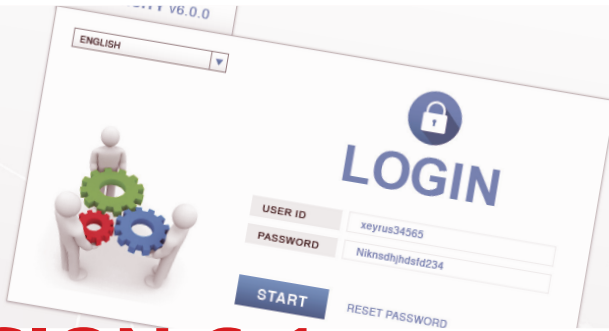 v6.0.0
ENGLISH
LOGIN
USER ID
xeyrus34565
PASSWORD
Niknsdhjhdsfd234
START
RESET PASSWORD